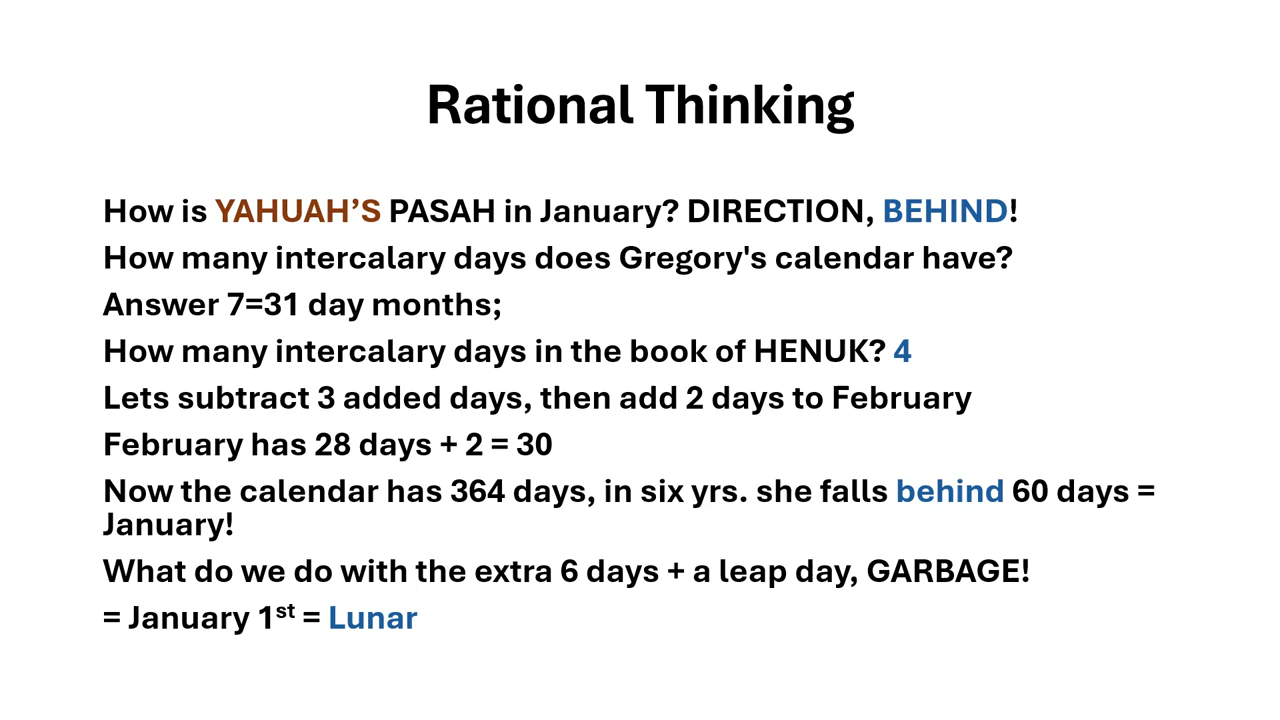 Rational Thinking
How is YAHUAH’S PASAH in January? DIRECTION, BEHIND!
How many intercalary days does Gregory's calendar have?
Answer 7=31 day months;
How many intercalary days in the book of HENUK? 4
Lets subtract 3 added days, then add 2 days to February
February has 28 days + 2 = 30
Now the calendar has 364 days, in six yrs. she falls behind 60 days =
January!
What do we do with the extra 6 days + a leap day, GARBAGE!
= January 1st = Lunar